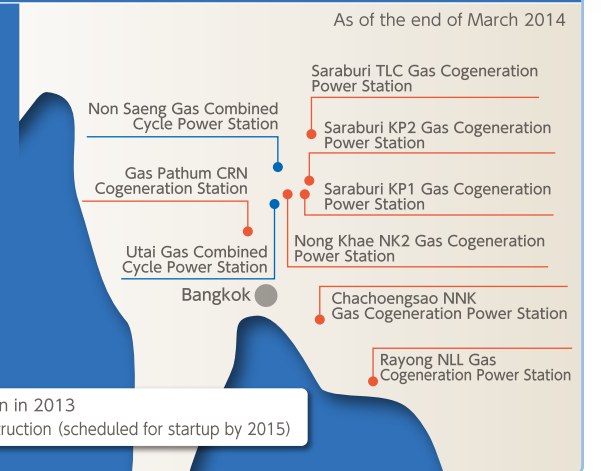 As of the end of March 2014
Saraburi TLC Gas Cogeneration
Power Station
Non Saeng Gas Combined
Cycle Power Station
Saraburi KP2 Gas Cogeneration
Power Station
Gas Pathum CRN
Cogeneration Station
Saraburi KP1 Gas Cogeneration
Power Station
Nong Khae NK2 Gas Cogeneration
Power Station
Utai Gas Combined
Cycle Power Station
Bangkok
Chachoengsao NNK
Gas Cogeneration Power Station
Rayong NLL Gas
Cogeneration Power Station
in 2013
(scheduled for startup by 2015)